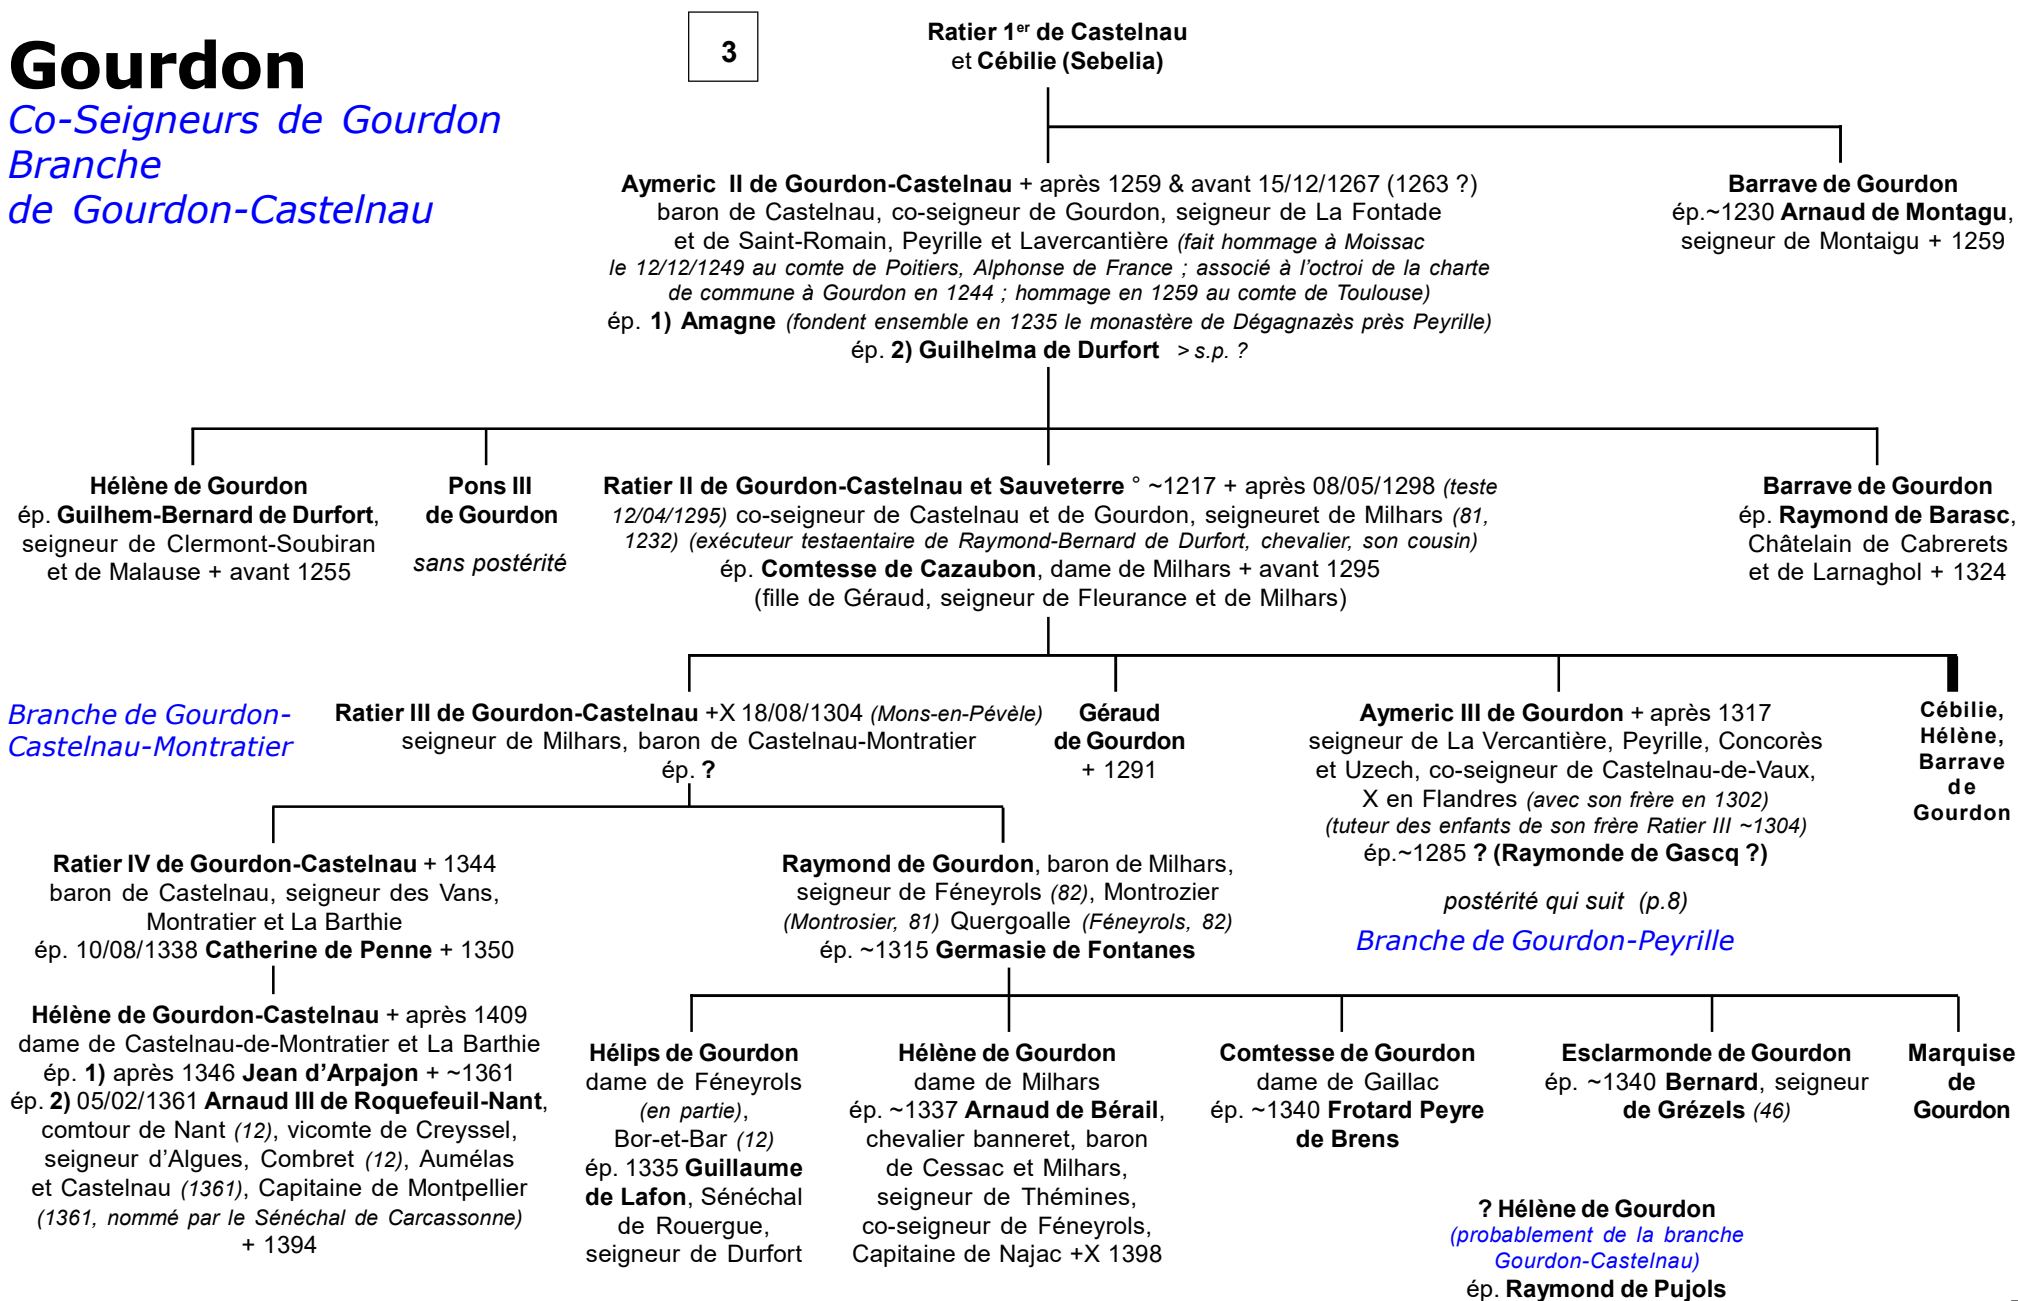 Gourdon
Co-Seigneurs de Gourdon
Branche
de Gourdon-Castelnau
3
Ratier 1er de Castelnau
et Cébilie (Sebelia)
Aymeric II de Gourdon-Castelnau + après 1259 & avant 15/12/1267 (1263 ?)
baron de Castelnau, co-seigneur de Gourdon, seigneur de La Fontade
et de Saint-Romain, Peyrille et Lavercantière (fait hommage à Moissac
le 12/12/1249 au comte de Poitiers, Alphonse de France ; associé à l'octroi de la charte
de commune à Gourdon en 1244 ; hommage en 1259 au comte de Toulouse)
ép. 1) Amagne (fondent ensemble en 1235 le monastère de Dégagnazès près Peyrille)
ép. 2) Guilhelma de Durfort > s.p. ?
Barrave de Gourdon
ép.~1230 Arnaud de Montagu,
seigneur de Montaigu + 1259
Hélène de Gourdon
ép. Guilhem-Bernard de Durfort,
seigneur de Clermont-Soubiran
et de Malause + avant 1255
Pons III
de Gourdon
sans postérité
Ratier II de Gourdon-Castelnau et Sauveterre ° ~1217 + après 08/05/1298 (teste
12/04/1295) co-seigneur de Castelnau et de Gourdon, seigneuret de Milhars (81,
1232) (exécuteur testaentaire de Raymond-Bernard de Durfort, chevalier, son cousin)
ép. Comtesse de Cazaubon, dame de Milhars + avant 1295
(fille de Géraud, seigneur de Fleurance et de Milhars)
Barrave de Gourdon
ép. Raymond de Barasc,
Châtelain de Cabrerets
et de Larnaghol + 1324
Branche de Gourdon-
Castelnau-Montratier
Ratier III de Gourdon-Castelnau +X 18/08/1304 (Mons-en-Pévèle)
seigneur de Milhars, baron de Castelnau-Montratier
ép. ?
Géraud
de Gourdon
+ 1291
Aymeric III de Gourdon + après 1317
seigneur de La Vercantière, Peyrille, Concorès
et Uzech, co-seigneur de Castelnau-de-Vaux,
X en Flandres (avec son frère en 1302)
(tuteur des enfants de son frère Ratier III ~1304)
ép.~1285 ? (Raymonde de Gascq ?)
postérité qui suit (p.8)
Branche de Gourdon-Peyrille
Cébilie,
Hélène,
Barrave
de
Gourdon
Ratier IV de Gourdon-Castelnau + 1344
baron de Castelnau, seigneur des Vans,
Montratier et La Barthie
ép. 10/08/1338 Catherine de Penne + 1350
Raymond de Gourdon, baron de Milhars,
seigneur de Féneyrols (82), Montrozier
(Montrosier, 81) Quergoalle (Féneyrols, 82)
ép. ~1315 Germasie de Fontanes
Hélène de Gourdon-Castelnau + après 1409
dame de Castelnau-de-Montratier et La Barthie
ép. 1) après 1346 Jean d'Arpajon + ~1361
ép. 2) 05/02/1361 Arnaud III de Roquefeuil-Nant,
comtour de Nant (12), vicomte de Creyssel,
seigneur d'Algues, Combret (12), Aumélas
et Castelnau (1361), Capitaine de Montpellier
(1361, nommé par le Sénéchal de Carcassonne)
+ 1394
Hélips de Gourdon
dame de Féneyrols
(en partie),
Bor-et-Bar (12)
ép. 1335 Guillaume
de Lafon, Sénéchal
de Rouergue,
seigneur de Durfort
Hélène de Gourdon
dame de Milhars
ép. ~1337 Arnaud de Bérail,
chevalier banneret, baron
de Cessac et Milhars,
seigneur de Thémines,
co-seigneur de Féneyrols,
Capitaine de Najac +X 1398
Comtesse de Gourdon
dame de Gaillac
ép. ~1340 Frotard Peyre
de Brens
Esclarmonde de Gourdon
ép. ~1340 Bernard, seigneur
de Grézels (46)
Marquise
de
Gourdon
? Hélène de Gourdon
(probablement de la branche
Gourdon-Castelnau)
ép. Raymond de Pujols